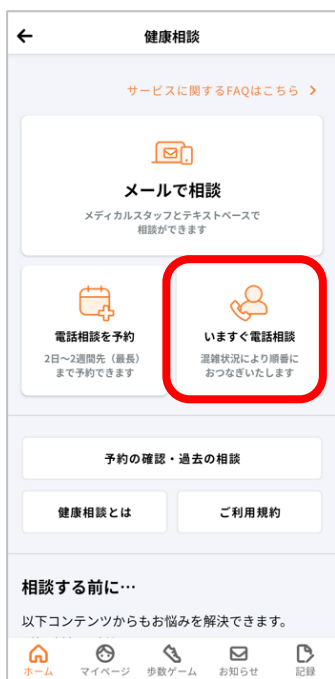 健康相談
サービスに関するFAQはこちら
メールで相談
メディカルスタッフとテキストベースで
相談ができます
電話相談を予約
2日～2週間先（最長）
まで予約できます
いますぐ電話相談
混雑状況により順番に
おつなぎいたします
予約の確認・過去の相談
健康相談とは
ご利用規約
相談する前に…
以下コンテンツからもお悩みを解決できます。
ホーム
マイページ
歩数ゲーム
お知らせ
記録